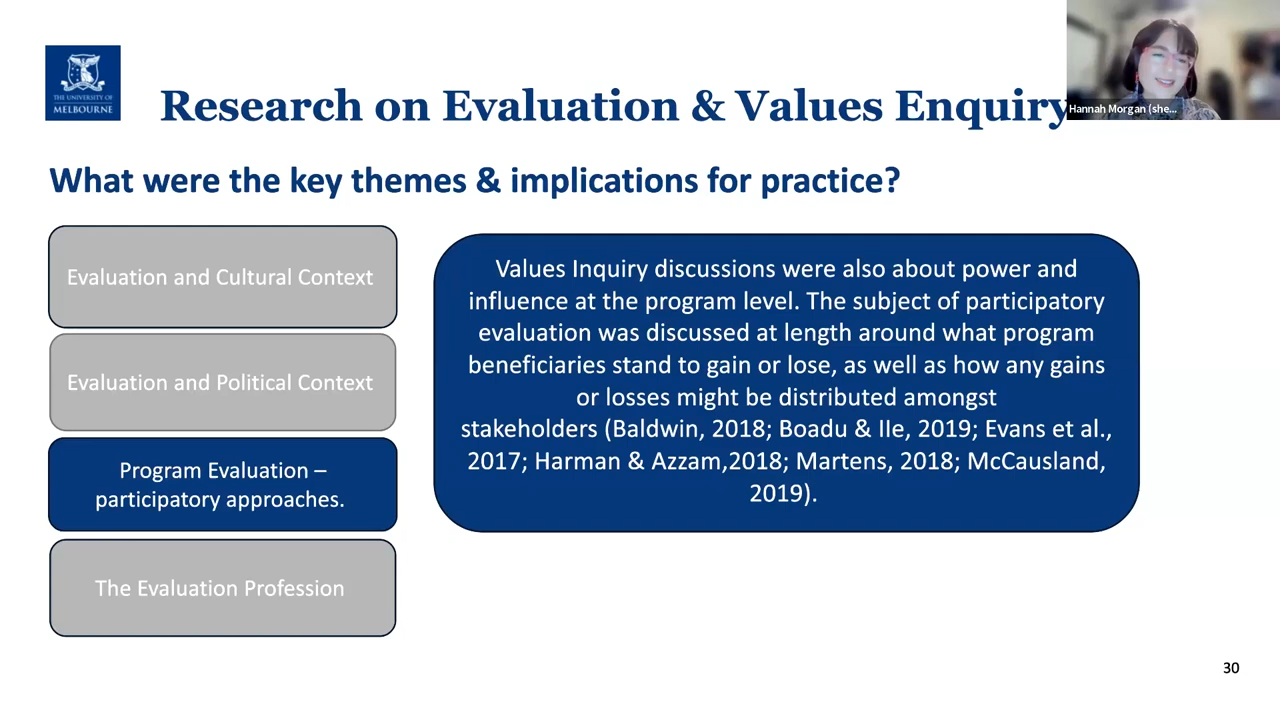 THE UNIVERSITY OF
MELBOURNE
Research on Evaluation & Values Enquiry
Hannah Morgan (she...
What were the key themes & implications for practice?
Evaluation and Cultural Context
Evaluation and Political Context
Program Evaluation –
participatory approaches.
The Evaluation Profession
Values Inquiry discussions were also about power and
influence at the program level. The subject of participatory
evaluation was discussed at length around what program
beneficiaries stand to gain or lose, as well as how any gains
or losses might be distributed amongst
stakeholders (Baldwin, 2018; Boadu & IIe, 2019; Evans et al.,
2017; Harman & Azzam,2018; Martens, 2018; McCausland,
2019).
30